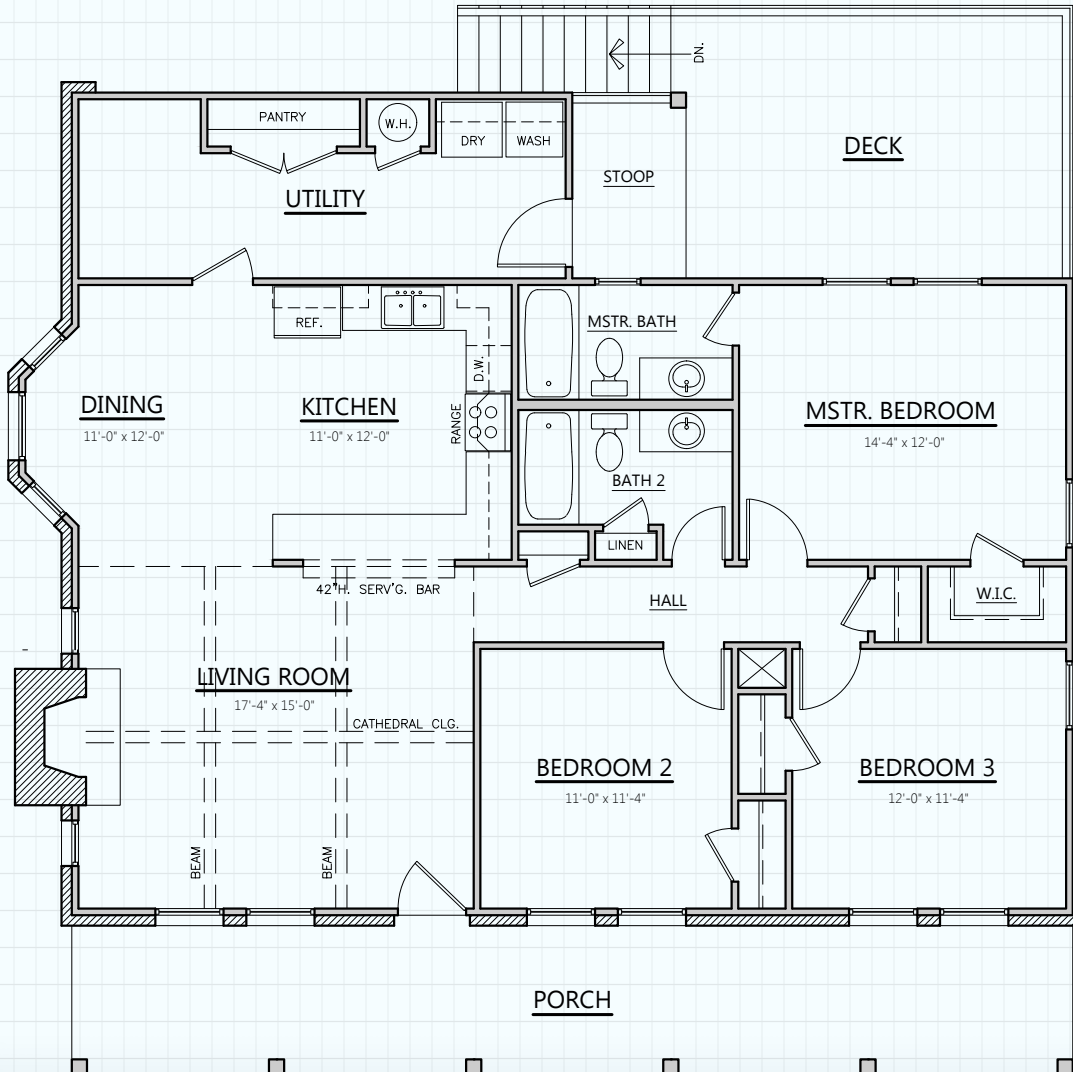 DN.
PANTRY
W.H.
DRY
WASH
DECK
STOOP
UTILITY
REF.
MSTR. BATH
D.W.
DINING
11'-0" x 12'-0"
KITCHEN
11'-0" x 12'-0"
RANGE
MSTR. BEDROOM
14'-4" x 12'-0"
BATH 2
LINEN
42"H. SERV'G. BAR
HALL
W.I.C.
LIVING ROOM
17'-4" x 15'-0"
CATHEDRAL CLG.
BEDROOM 2
11'-0" x 11'-4"
BEDROOM 3
12'-0" x 11'-4"
BEAM
BEAM
PORCH